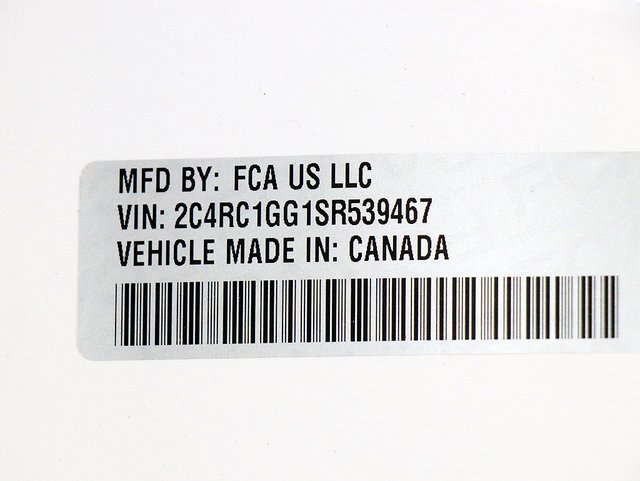 MFD BY: FCA US LLC
VIN: 2C4RC1GG1SR539467
VEHICLE MADE IN: CANADA